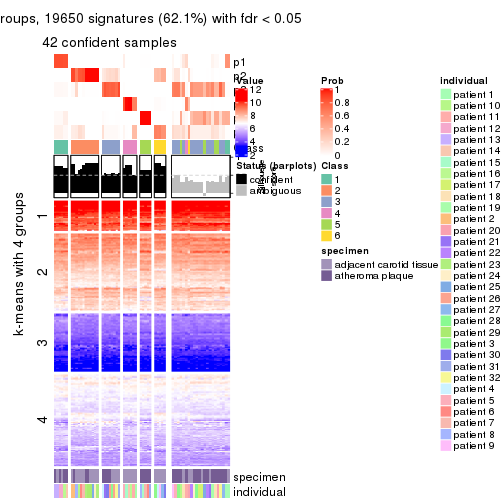 roups, 19650 signatures (62.1%) with fdr < 0.05
42 confident samples
p1
p2
Value
12
10
8
6
4
2
Prob
1
0.8
0.6
0.4
0.2
0
Status (barplots)
confident
ambiguous
Class
1
2
3
4
5
6
specimen
adjacent carotid tissue
atheroma plaque
individual
patient 1
patient 10
patient 11
patient 12
patient 13
patient 14
patient 15
patient 16
patient 17
patient 18
patient 19
patient 2
patient 20
patient 21
patient 22
patient 23
patient 24
patient 25
patient 26
patient 27
patient 28
patient 29
patient 3
patient 30
patient 31
patient 32
patient 4
patient 5
patient 6
patient 7
patient 8
patient 9
k-means with 4 groups
1
2
3
4
specimen
individual